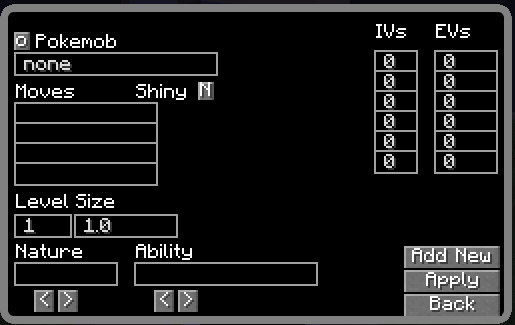 IVs EVs
o Pokemob
none
0 0
Moves Shiny N
0 0
0 0
0 0
0 0
0 0
Level Size
1 1.0
Nature Ability
< > < >
Add New
Apply
Back